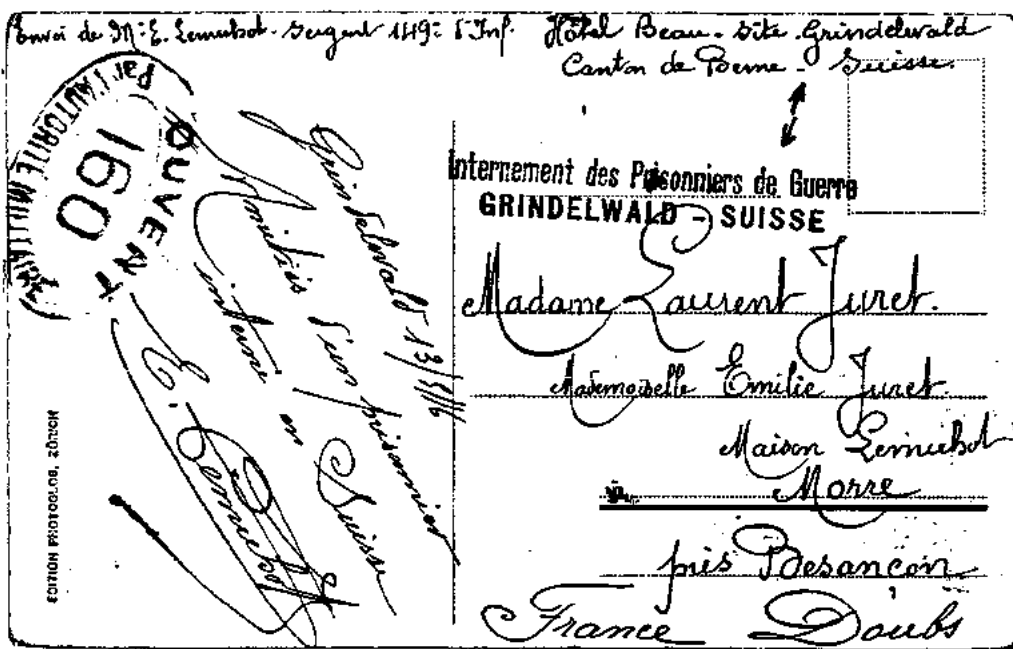 Envoi de Mr E. Lemuhot - Sergent 149e d'Inf.
Hôtel Beau-Site Grindelwald
Canton de Berne - Suisse.
PAR L'AUTORITÉ MILITAIRE
OUVERT
160
Internement des Prisonniers de Guerre
GRINDELWALD - SUISSE
Grindelwald 13/5/16
Amitiés d'un prisonnier
interné en Suisse
E. Lemuhot
Madame Laurent Juret.
Mademoiselle Emilie Juret.
Maison Lemuhot
Morre
près Besançon
France Doubs
EDITION PHOTOGLOB, ZÜRICH